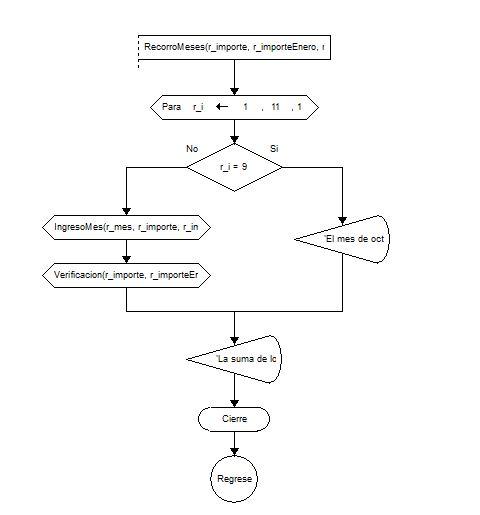 RecorroMeses(r_importe, r_importeEnero, r
Para r_i ← 1 , 11 , 1
No Si
r_i = 9
IngresoMes(r_mes, r_importe, r_in
'El mes de oct
Verificacion(r_importe, r_importeEr
'La suma de lo
Cierre
Regrese